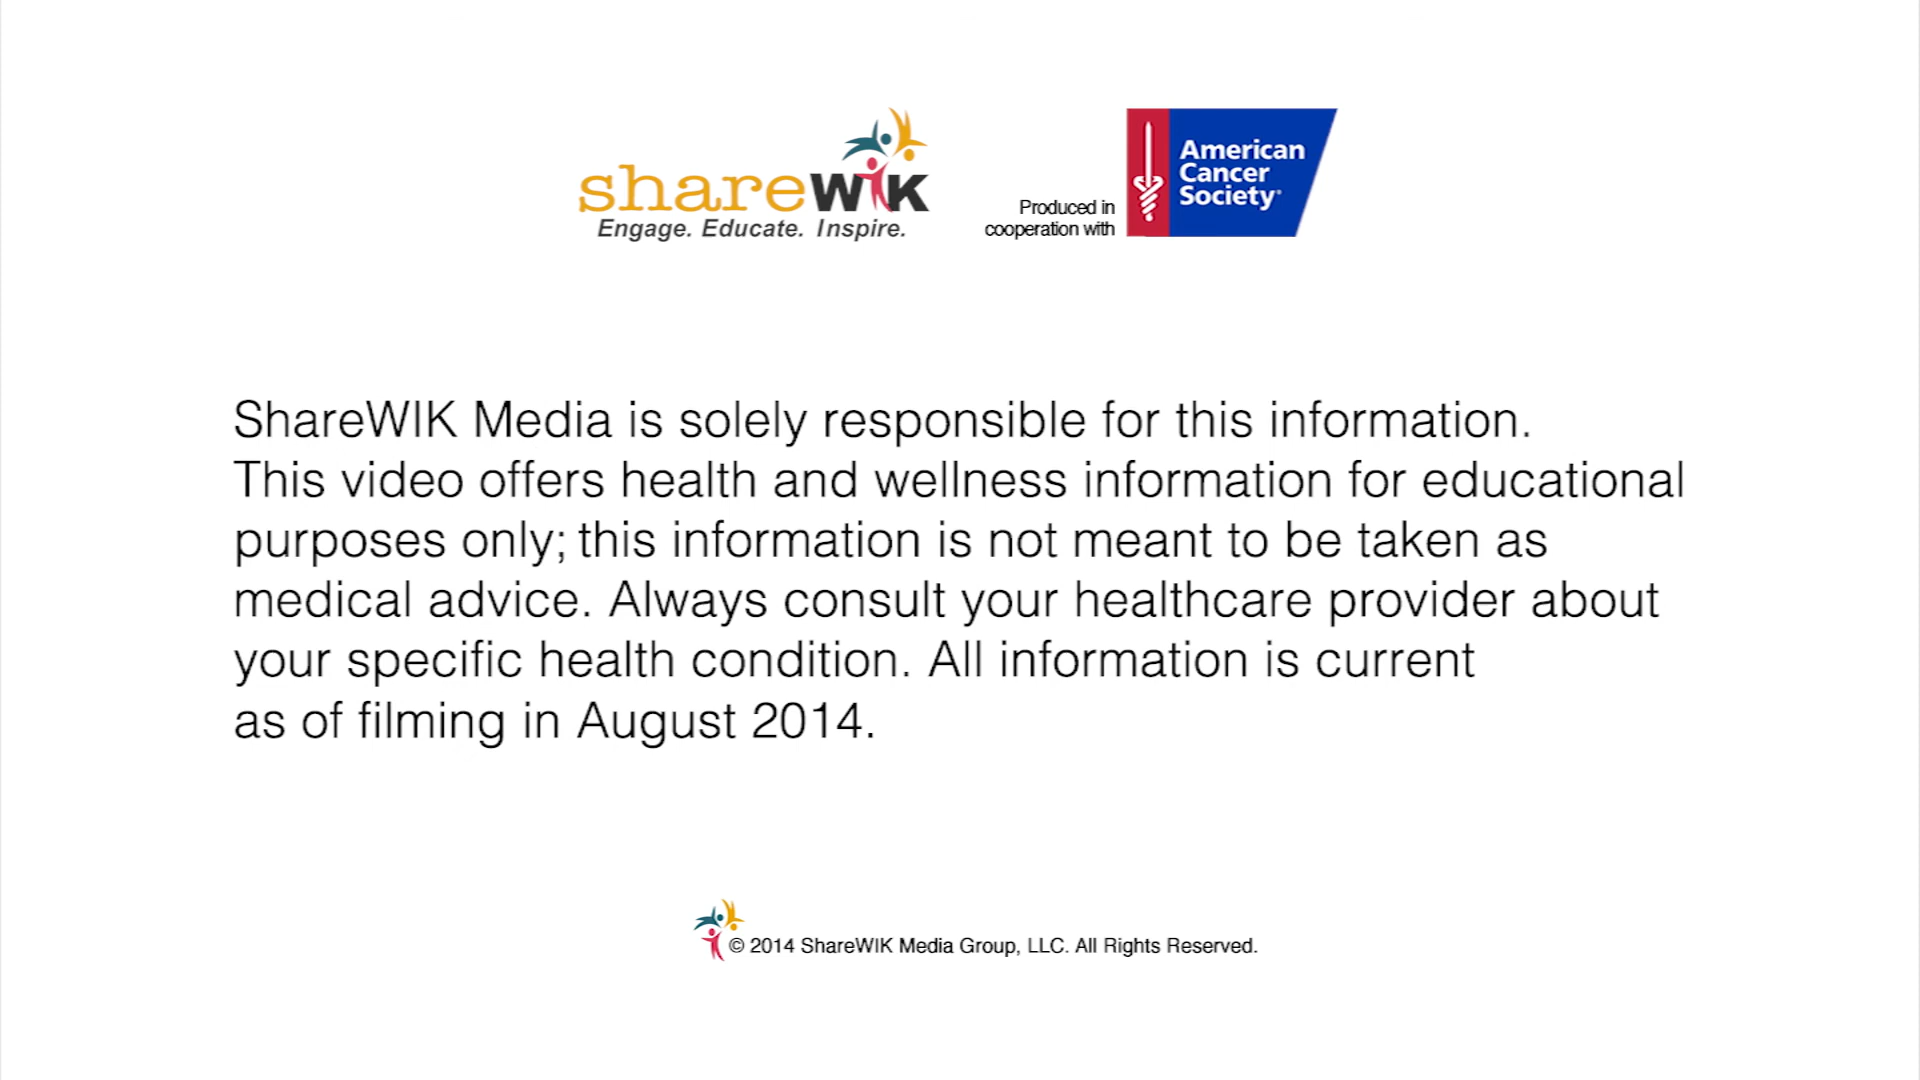 shareWIK
Engage. Educate. Inspire.
Produced in
cooperation with
American
Cancer
Society®
ShareWIK Media is solely responsible for this information.
This video offers health and wellness information for educational
purposes only; this information is not meant to be taken as
medical advice. Always consult your healthcare provider about
your specific health condition. All information is current
as of filming in August 2014.
© 2014 ShareWIK Media Group, LLC. All Rights Reserved.